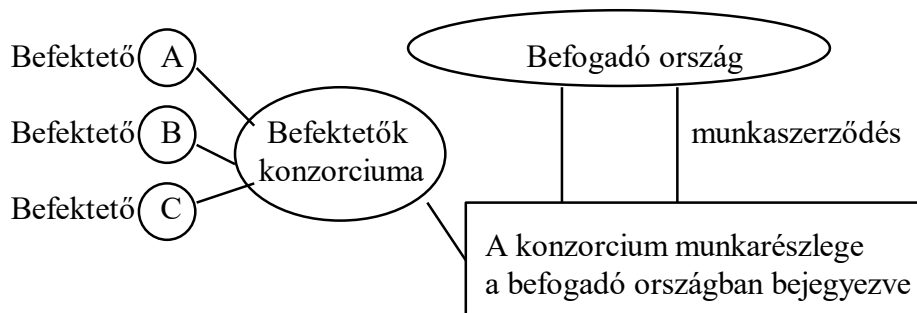 Befektető A
Befektető B
Befektető C
Befektetők
konzorciuma
Befogadó ország
munkaszerződés
A konzorcium munkarészlege
a befogadó országban bejegyezve